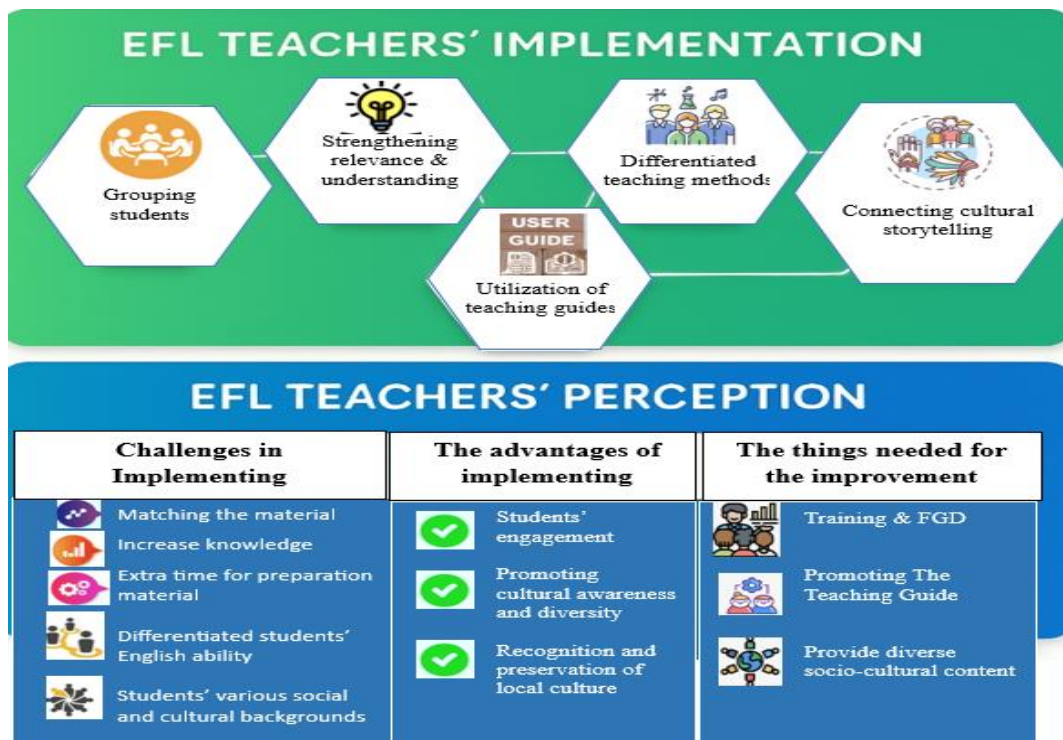 EFL TEACHERS' IMPLEMENTATION
Grouping
students
Strengthening
relevance &
understanding
USER
GUIDE
Utilization of
teaching guides
Differentiated
teaching methods
Connecting cultural
storytelling
EFL TEACHERS' PERCEPTION
Challenges in
Implementing
Matching the material
Increase knowledge
Extra time for preparation
material
Differentiated students'
English ability
Students' various social
and cultural backgrounds
The advantages of
implementing
Students'
engagement
Promoting
cultural awareness
and diversity
Recognition and
preservation of
local culture
The things needed for
the improvement
Training & FGD
Promoting The
Teaching Guide
Provide diverse
socio-cultural content